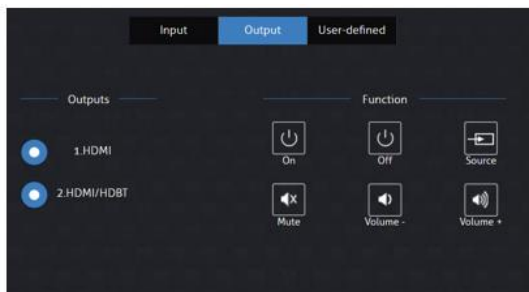 Input Output User-defined
Outputs
Function
1.HDMI
2.HDMI/HDBT
On Off Source
Mute Volume - Volume +